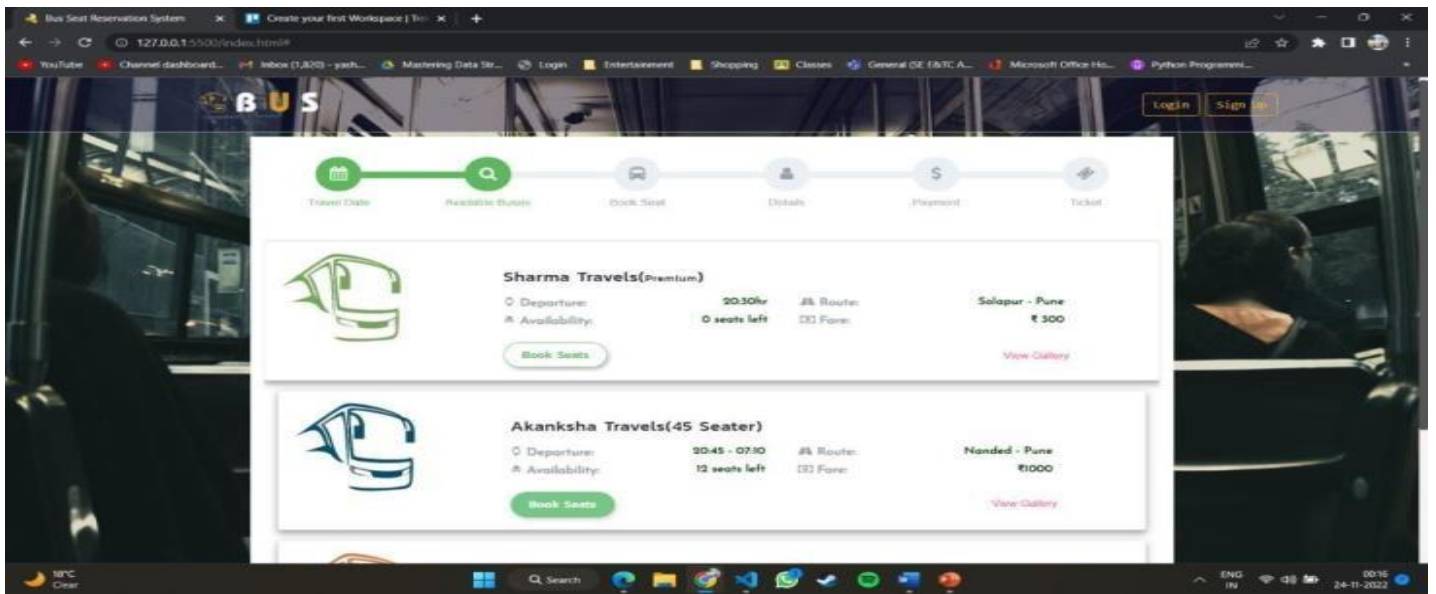 Bus Seat Reservation System
Create your first Workspace | Tre
127.0.0.1:5500/index.html#
YouTube Channel dashboard... Inbox (1,820) - yash... Mastering Data Str... Login Entertainment Shopping Classes General (SE E&TC A... Microsoft Office Ho... Python Programmi...
BUS Login Sign Up
Travel Date Available Buses Book Seat Details Payment Ticket
Sharma Travels(Premium)
Departure: 20:30hr Route: Solapur - Pune
Availability: 0 seats left Fare: ₹ 500
Book Seats View Gallery
Akanksha Travels(45 Seater)
Departure: 20:45 - 07:10 Route: Nanded - Pune
Availability: 12 seats left Fare: ₹1000
Book Seats View Gallery
18°C
Clear
Search
ENG
IN
00:16
24-11-2022